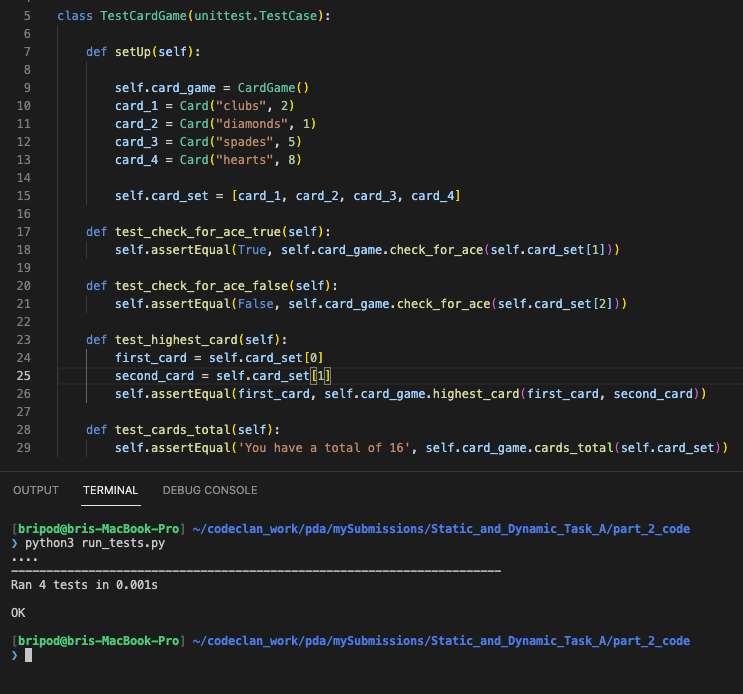 5 class TestCardGame(unittest.TestCase):
6
7 def setUp(self):
8
9 self.card_game = CardGame()
10 card_1 = Card("clubs", 2)
11 card_2 = Card("diamonds", 1)
12 card_3 = Card("spades", 5)
13 card_4 = Card("hearts", 8)
14
15 self.card_set = [card_1, card_2, card_3, card_4]
16
17 def test_check_for_ace_true(self):
18 self.assertEqual(True, self.card_game.check_for_ace(self.card_set[1]))
19
20 def test_check_for_ace_false(self):
21 self.assertEqual(False, self.card_game.check_for_ace(self.card_set[2]))
22
23 def test_highest_card(self):
24 first_card = self.card_set[0]
25 second_card = self.card_set[1]
26 self.assertEqual(first_card, self.card_game.highest_card(first_card, second_card))
27
28 def test_cards_total(self):
29 self.assertEqual('You have a total of 16', self.card_game.cards_total(self.card_set))
OUTPUT TERMINAL DEBUG CONSOLE
[bripod@bris-MacBook-Pro] ~/codeclan_work/pda/mySubmissions/Static_and_Dynamic_Task_A/part_2_code
❯ python3 run_tests.py
....
----------------------------------------------------------------------
Ran 4 tests in 0.001s
OK
[bripod@bris-MacBook-Pro] ~/codeclan_work/pda/mySubmissions/Static_and_Dynamic_Task_A/part_2_code
❯